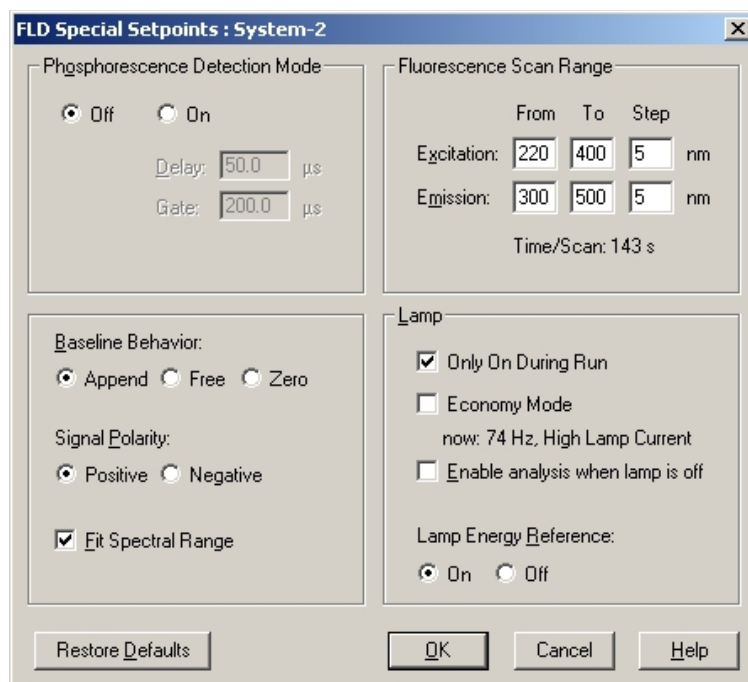 FLD Special Setpoints : System-2
Phosphorescence Detection Mode
Off On
Delay: 50.0 µs
Gate: 200.0 µs
Fluorescence Scan Range
From To Step
Excitation: 220 400 5 nm
Emission: 300 500 5 nm
Time/Scan: 143 s
Baseline Behavior:
Append Free Zero
Signal Polarity:
Positive Negative
Fit Spectral Range
Lamp
Only On During Run
Economy Mode
now: 74 Hz, High Lamp Current
Enable analysis when lamp is off
Lamp Energy Reference:
On Off
Restore Defaults OK Cancel Help